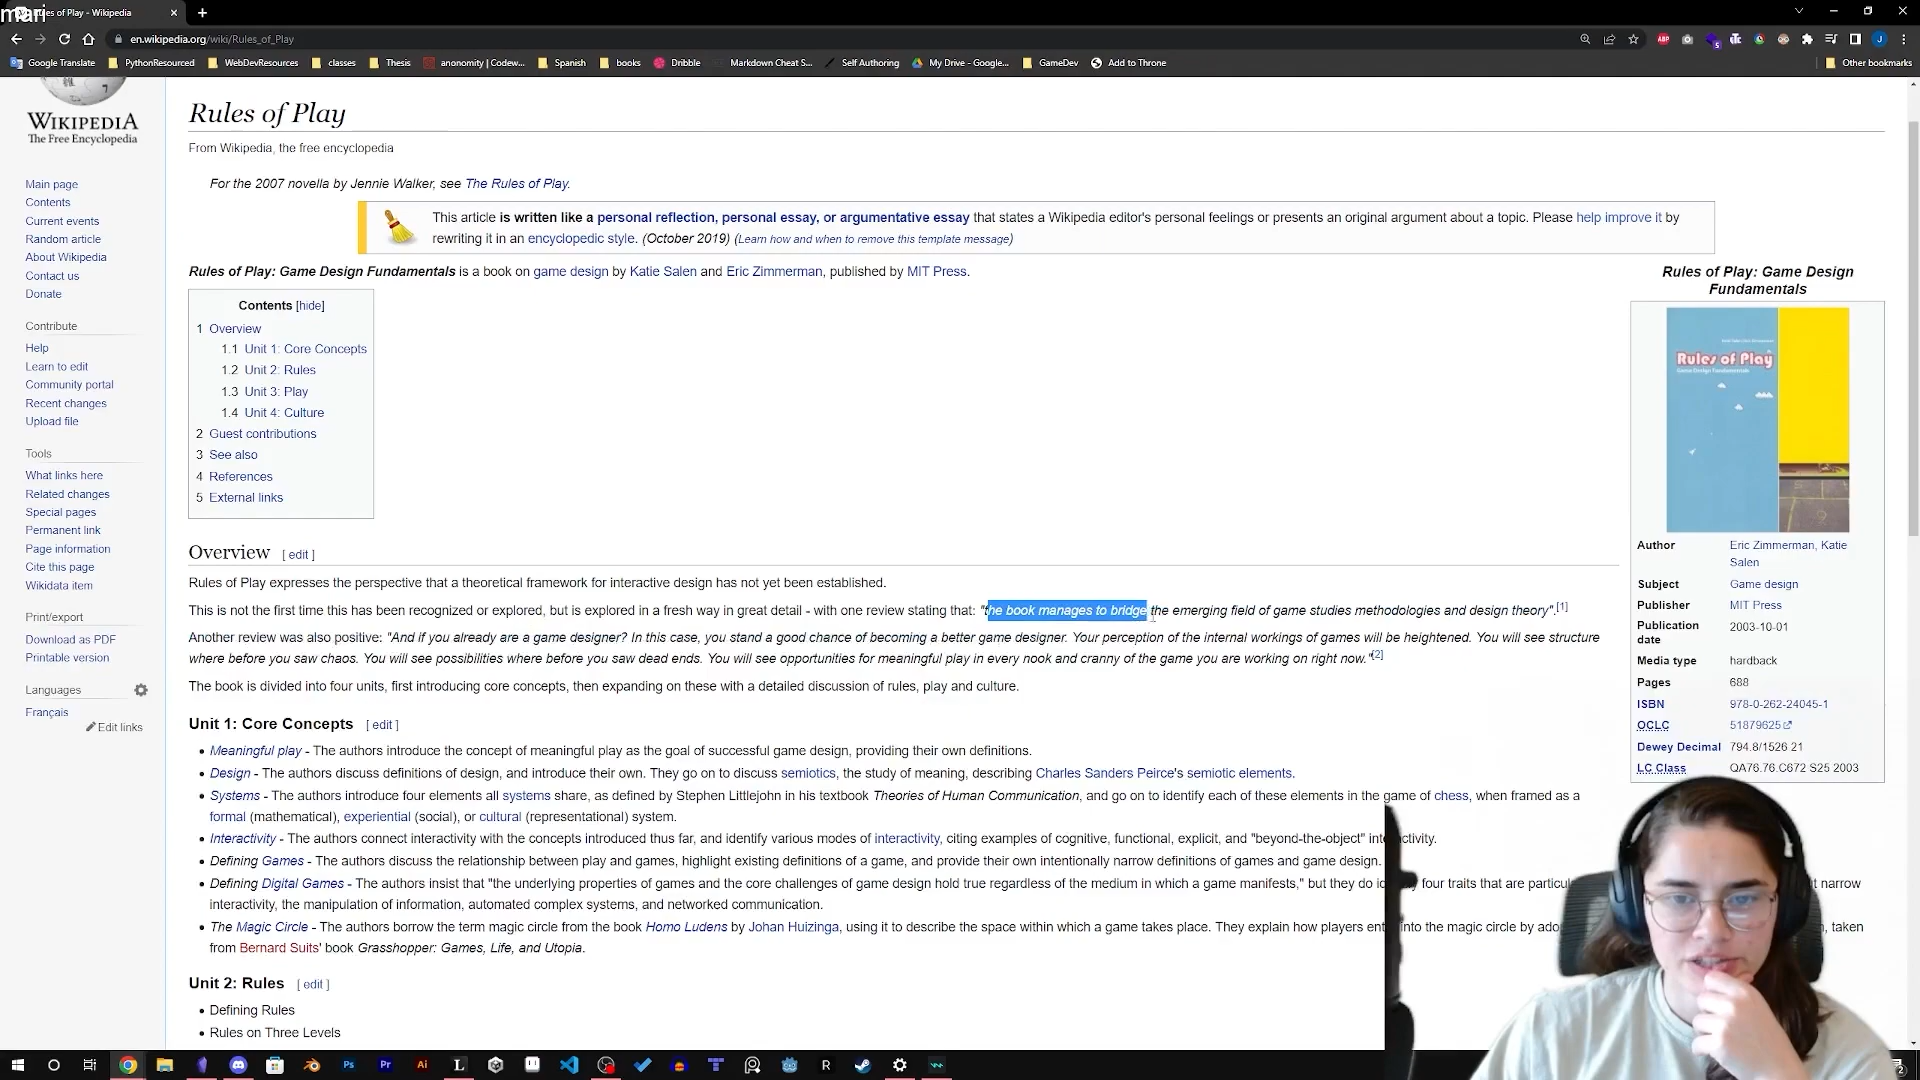 mari
Rules of Play - Wikipedia
en.wikipedia.org/wiki/Rules_of_Play
Google Translate PythonResourced WebDevResources classes Thesis anonomity | Codew... Spanish books Dribble Markdown Cheat S... Self Authoring My Drive - Google... GameDev Add to Throne Other bookmarks
WIKIPEDIA
The Free Encyclopedia
Main page
Contents
Current events
Random article
About Wikipedia
Contact us
Donate
Contribute
Help
Learn to edit
Community portal
Recent changes
Upload file
Tools
What links here
Related changes
Special pages
Permanent link
Page information
Cite this page
Wikidata item
Print/export
Download as PDF
Printable version
Languages
Français
Edit links
Rules of Play
From Wikipedia, the free encyclopedia
For the 2007 novella by Jennie Walker, see The Rules of Play.
This article is written like a personal reflection, personal essay, or argumentative essay that states a Wikipedia editor's personal feelings or presents an original argument about a topic. Please help improve it by
rewriting it in an encyclopedic style. (October 2019) (Learn how and when to remove this template message)
Rules of Play: Game Design Fundamentals is a book on game design by Katie Salen and Eric Zimmerman, published by MIT Press.
Contents [hide]
1 Overview
1.1 Unit 1: Core Concepts
1.2 Unit 2: Rules
1.3 Unit 3: Play
1.4 Unit 4: Culture
2 Guest contributions
3 See also
4 References
5 External links
Overview [ edit ]
Rules of Play expresses the perspective that a theoretical framework for interactive design has not yet been established.
This is not the first time this has been recognized or explored, but is explored in a fresh way in great detail - with one review stating that: "the book manages to bridge the emerging field of game studies methodologies and design theory".[1]
Another review was also positive: "And if you already are a game designer? In this case, you stand a good chance of becoming a better game designer. Your perception of the internal workings of games will be heightened. You will see structure
where before you saw chaos. You will see possibilities where before you saw dead ends. You will see opportunities for meaningful play in every nook and cranny of the game you are working on right now."[2]
The book is divided into four units, first introducing core concepts, then expanding on these with a detailed discussion of rules, play and culture.
Unit 1: Core Concepts [ edit ]
• Meaningful play - The authors introduce the concept of meaningful play as the goal of successful game design, providing their own definitions.
• Design - The authors discuss definitions of design, and introduce their own. They go on to discuss semiotics, the study of meaning, describing Charles Sanders Peirce's semiotic elements.
• Systems - The authors introduce four elements all systems share, as defined by Stephen Littlejohn in his textbook Theories of Human Communication, and go on to identify each of these elements in the game of chess, when framed as a
formal (mathematical), experiential (social), or cultural (representational) system.
• Interactivity - The authors connect interactivity with the concepts introduced thus far, and identify various modes of interactivity, citing examples of cognitive, functional, explicit, and "beyond-the-object" interactivity.
• Defining Games - The authors discuss the relationship between play and games, highlight existing definitions of a game, and provide their own intentionally narrow definitions of games and game design.
• Defining Digital Games - The authors insist that "the underlying properties of games and the core challenges of game design hold true regardless of the medium in which a game manifests," but they do four traits that are narrow
interactivity, the manipulation of information, automated complex systems, and networked communication.
• The Magic Circle - The authors borrow the term magic circle from the book Homo Ludens by Johan Huizinga, using it to describe the space within which a game takes place. They explain how players into the magic circle by taken
from Bernard Suits' book Grasshopper: Games, Life, and Utopia.
Unit 2: Rules [ edit ]
• Defining Rules
• Rules on Three Levels
Rules of Play: Game Design
Fundamentals
Rules of Play
Game Design Fundamentals
Author Eric Zimmerman, Katie
Salen
Subject Game design
Publisher MIT Press
Publication 2003-10-01
date
Media type hardback
Pages 688
ISBN 978-0-262-24045-1
OCLC 51879625
Dewey Decimal 794.8/1526 21
LC Class QA76.76.C672 S25 2003